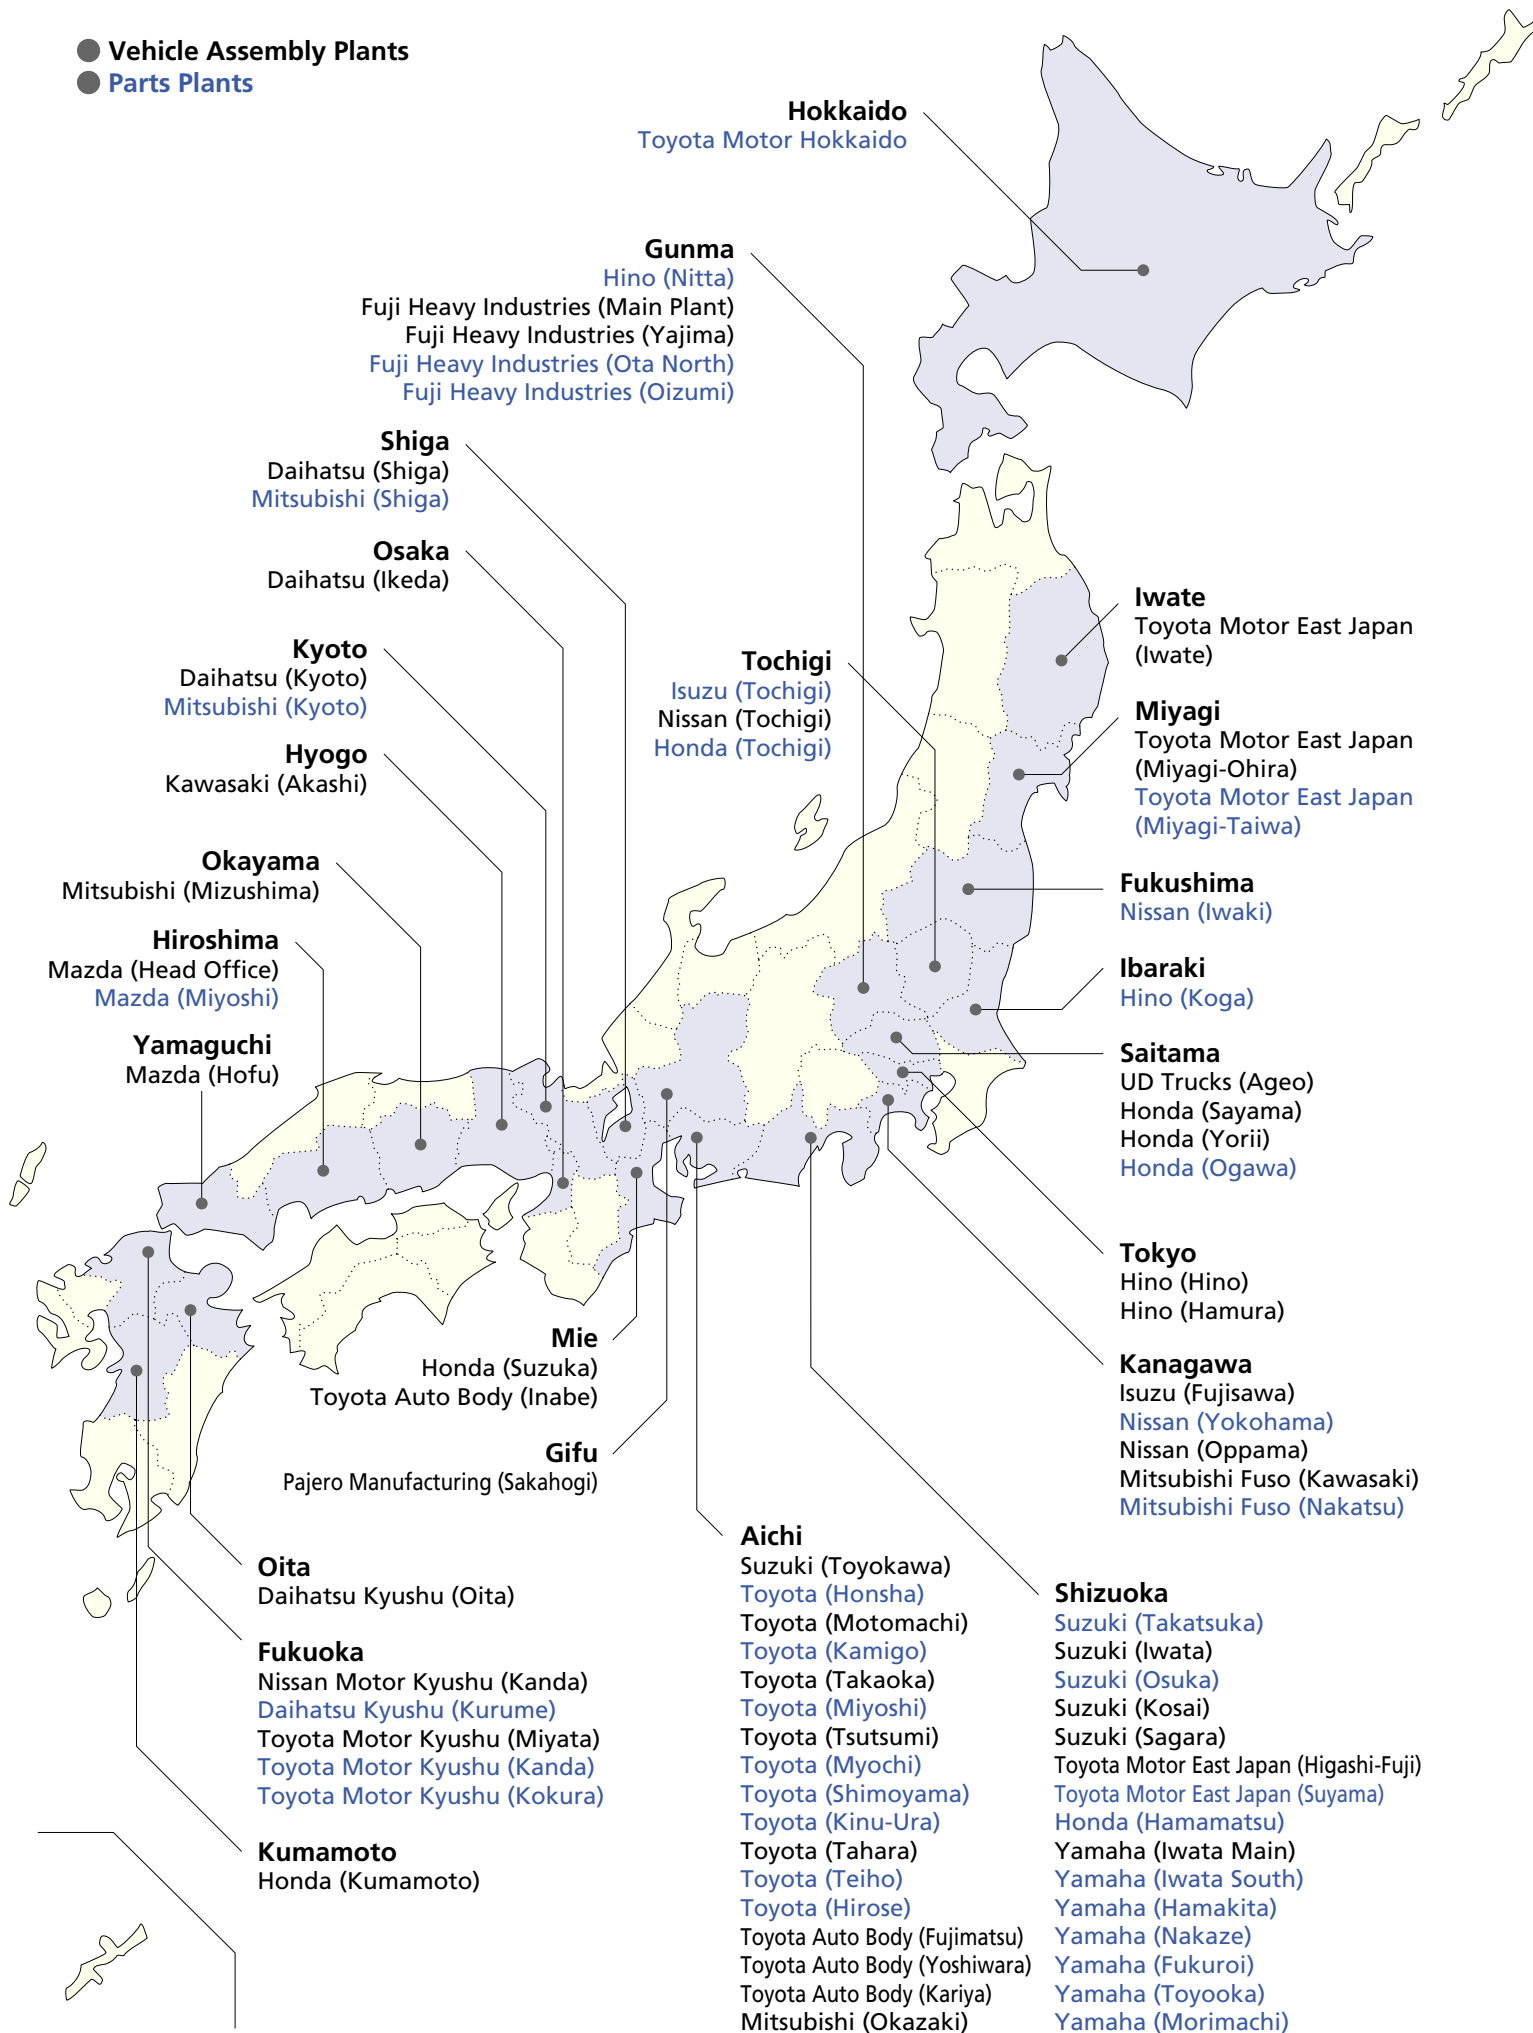 Vehicle Assembly Plants
Parts Plants
Hokkaido
Toyota Motor Hokkaido
Gunma
Hino (Nitta)
Fuji Heavy Industries (Main Plant)
Fuji Heavy Industries (Yajima)
Fuji Heavy Industries (Ota North)
Fuji Heavy Industries (Oizumi)
Shiga
Daihatsu (Shiga)
Mitsubishi (Shiga)
Osaka
Daihatsu (Ikeda)
Kyoto
Daihatsu (Kyoto)
Mitsubishi (Kyoto)
Hyogo
Kawasaki (Akashi)
Okayama
Mitsubishi (Mizushima)
Hiroshima
Mazda (Head Office)
Mazda (Miyoshi)
Yamaguchi
Mazda (Hofu)
Tochigi
Isuzu (Tochigi)
Nissan (Tochigi)
Honda (Tochigi)
Iwate
Toyota Motor East Japan
(Iwate)
Miyagi
Toyota Motor East Japan
(Miyagi-Ohira)
Toyota Motor East Japan
(Miyagi-Taiwa)
Fukushima
Nissan (Iwaki)
Ibaraki
Hino (Koga)
Saitama
UD Trucks (Ageo)
Honda (Sayama)
Honda (Yorii)
Honda (Ogawa)
Tokyo
Hino (Hino)
Hino (Hamura)
Kanagawa
Isuzu (Fujisawa)
Nissan (Yokohama)
Nissan (Oppama)
Mitsubishi Fuso (Kawasaki)
Mitsubishi Fuso (Nakatsu)
Mie
Honda (Suzuka)
Toyota Auto Body (Inabe)
Gifu
Pajero Manufacturing (Sakahogi)
Oita
Daihatsu Kyushu (Oita)
Fukuoka
Nissan Motor Kyushu (Kanda)
Daihatsu Kyushu (Kurume)
Toyota Motor Kyushu (Miyata)
Toyota Motor Kyushu (Kanda)
Toyota Motor Kyushu (Kokura)
Kumamoto
Honda (Kumamoto)
Aichi
Suzuki (Toyokawa)
Toyota (Honsha)
Toyota (Motomachi)
Toyota (Kamigo)
Toyota (Takaoka)
Toyota (Miyoshi)
Toyota (Tsutsumi)
Toyota (Myochi)
Toyota (Shimoyama)
Toyota (Kinu-Ura)
Toyota (Tahara)
Toyota (Teiho)
Toyota (Hirose)
Toyota Auto Body (Fujimatsu)
Toyota Auto Body (Yoshiwara)
Toyota Auto Body (Kariya)
Mitsubishi (Okazaki)
Shizuoka
Suzuki (Takatsuka)
Suzuki (Iwata)
Suzuki (Osuka)
Suzuki (Kosai)
Suzuki (Sagara)
Toyota Motor East Japan (Higashi-Fuji)
Toyota Motor East Japan (Suyama)
Honda (Hamamatsu)
Yamaha (Iwata Main)
Yamaha (Iwata South)
Yamaha (Hamakita)
Yamaha (Nakaze)
Yamaha (Fukuroi)
Yamaha (Toyooka)
Yamaha (Morimachi)